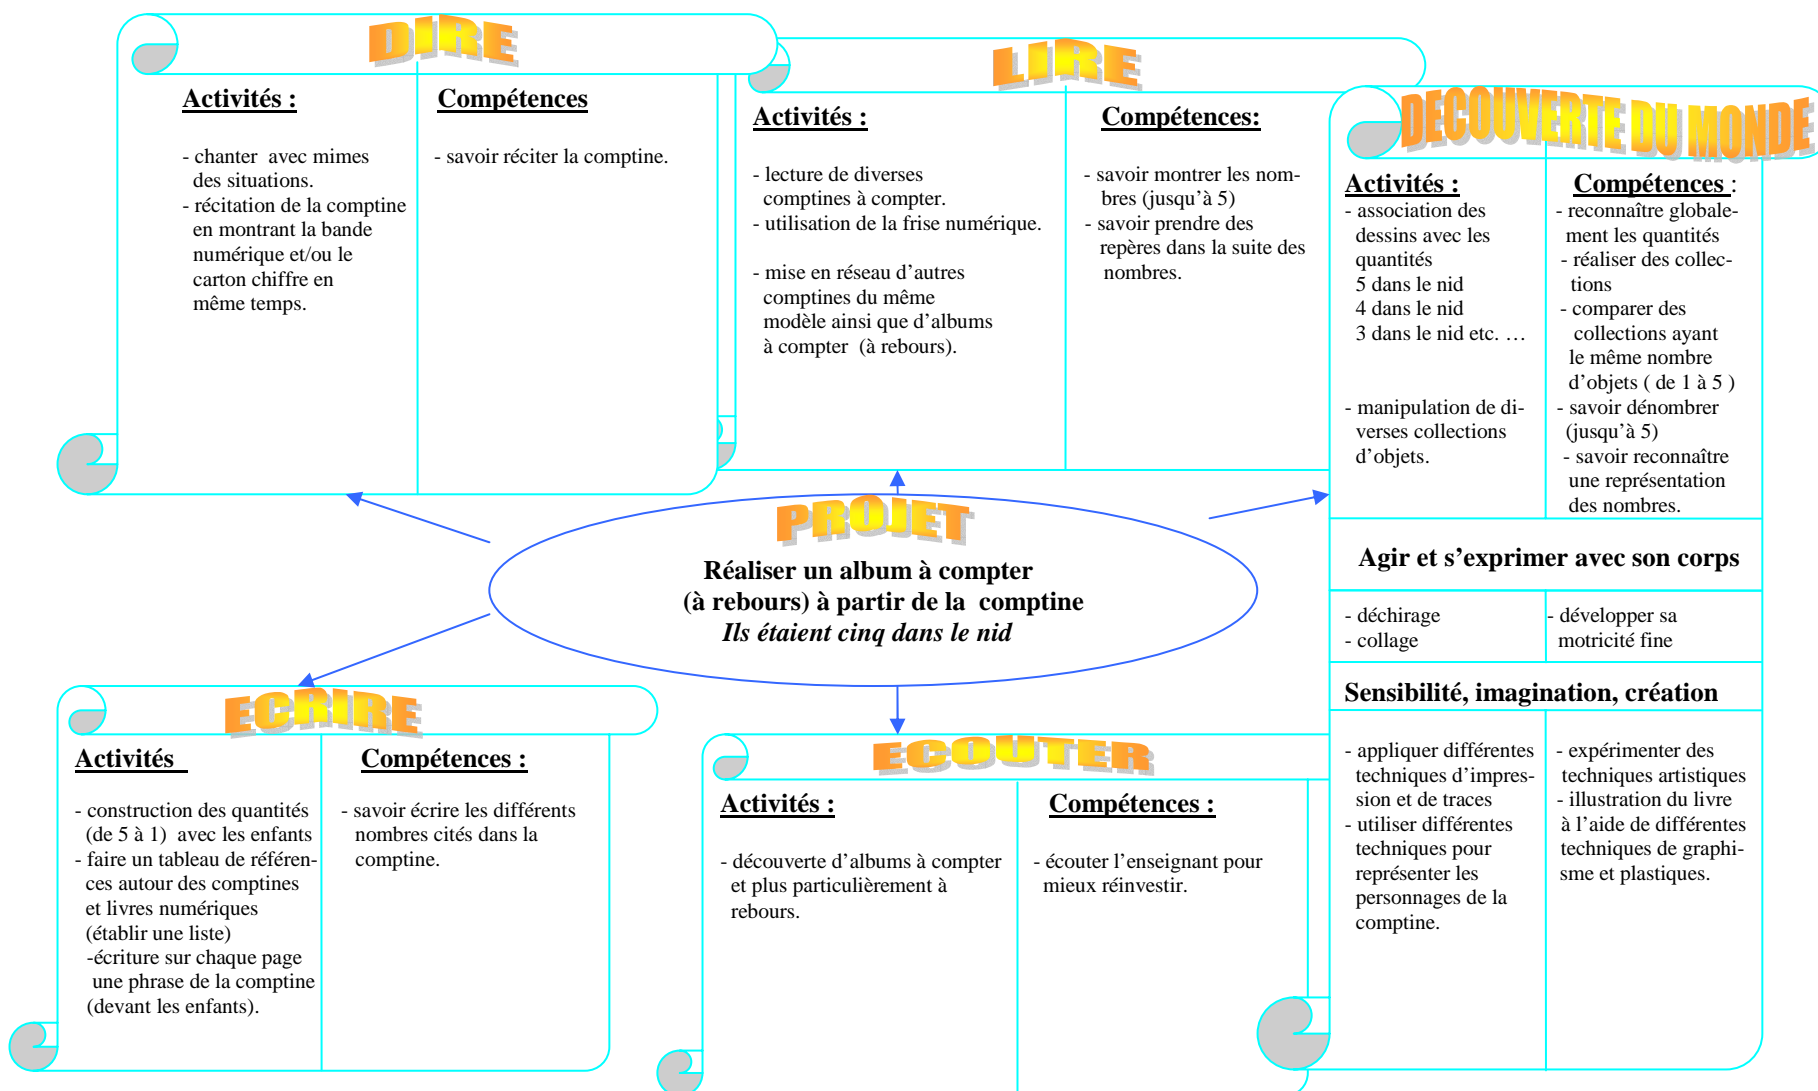 DIRE
Activités :
- chanter avec mimes
des situations.
- récitation de la comptine
en montrant la bande
numérique et/ou le
carton chiffre en
même temps.
Compétences
- savoir réciter la comptine.
LIRE
Activités :
- lecture de diverses
comptines à compter.
- utilisation de la frise numérique.
- mise en réseau d’autres
comptines du même
modèle ainsi que d’albums
à compter (à rebours).
Compétences:
- savoir montrer les nom-
bres (jusqu’à 5)
- savoir prendre des
repères dans la suite des
nombres.
DECOUVERTE DU MONDE
Activités :
- association des
dessins avec les
quantités
5 dans le nid
4 dans le nid
3 dans le nid etc. …
- manipulation de di-
verses collections
d’objets.
Compétences :
- reconnaître globale-
ment les quantités
- réaliser des collec-
tions
- comparer des
collections ayant
le même nombre
d’objets ( de 1 à 5 )
- savoir dénombrer
(jusqu’à 5)
- savoir reconnaître
une représentation
des nombres.
Agir et s’exprimer avec son corps
- déchirage
- collage
- développer sa
motricité fine
Sensibilité, imagination, création
- appliquer différentes
techniques d’impres-
sion et de traces
- utiliser différentes
techniques pour
représenter les
personnages de la
comptine.
- expérimenter des
techniques artistiques
- illustration du livre
à l’aide de différentes
techniques de graphi-
sme et plastiques.
PROJET
Réaliser un album à compter
(à rebours) à partir de la comptine
Ils étaient cinq dans le nid
ECRIRE
Activités
- construction des quantités
(de 5 à 1) avec les enfants
- faire un tableau de référen-
ces autour des comptines
et livres numériques
(établir une liste)
-écriture sur chaque page
une phrase de la comptine
(devant les enfants).
Compétences :
- savoir écrire les différents
nombres cités dans la
comptine.
ECOUTER
Activités :
- découverte d’albums à compter
et plus particulièrement à
rebours.
Compétences :
- écouter l’enseignant pour
mieux réinvestir.